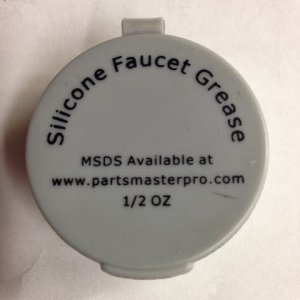 Silicone Faucet Grease
MSDS Available at
www.partsmasterpro.com
1/2 OZ